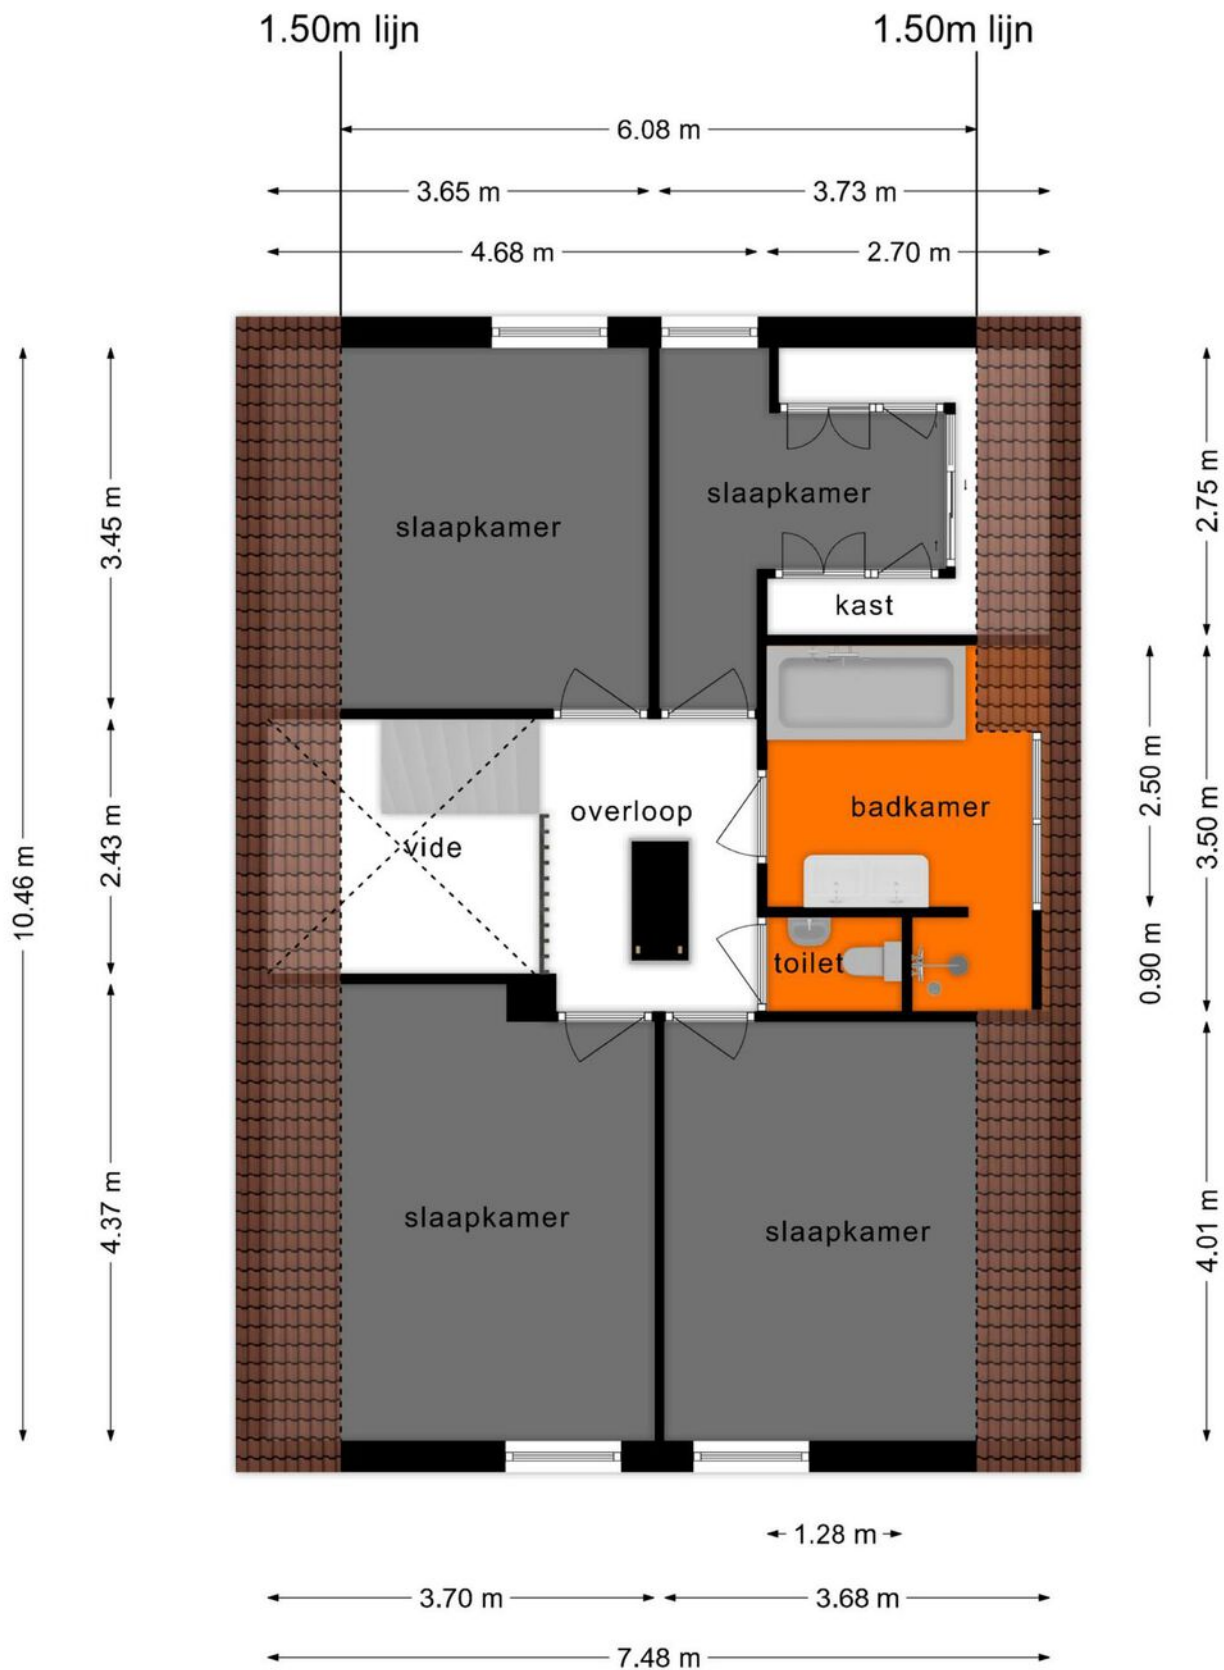 1.50m lijn
1.50m lijn
6.08 m
3.65 m
3.73 m
4.68 m
2.70 m
10.46 m
3.45 m
2.43 m
4.37 m
slaapkamer
slaapkamer
kast
overloop
vide
badkamer
toilet
slaapkamer
slaapkamer
2.75 m
2.50 m
3.50 m
0.90 m
4.01 m
1.28 m
3.70 m
3.68 m
7.48 m